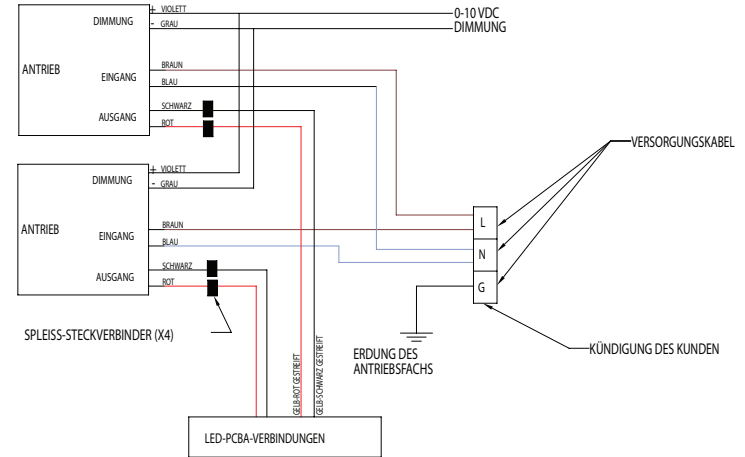 + VIOLETT
- GRAU
0-10 VDC
DIMMUNG
DIMMUNG
ANTRIEB
EINGANG
BRAUN
BLAU
AUSGANG
SCHWARZ
ROT
VERSORGUNGSKABEL
+ VIOLETT
- GRAU
DIMMUNG
ANTRIEB
EINGANG
BRAUN
BLAU
AUSGANG
SCHWARZ
ROT
L
N
G
SPLEISS-STECKVERBINDER (X4)
ERDUNG DES
ANTRIEBSFACHS
KÜNDIGUNG DES KUNDEN
GELB-ROT GESTREIFT
GELB-SCHWARZ GESTREIFT
LED-PCBA-VERBINDUNGEN